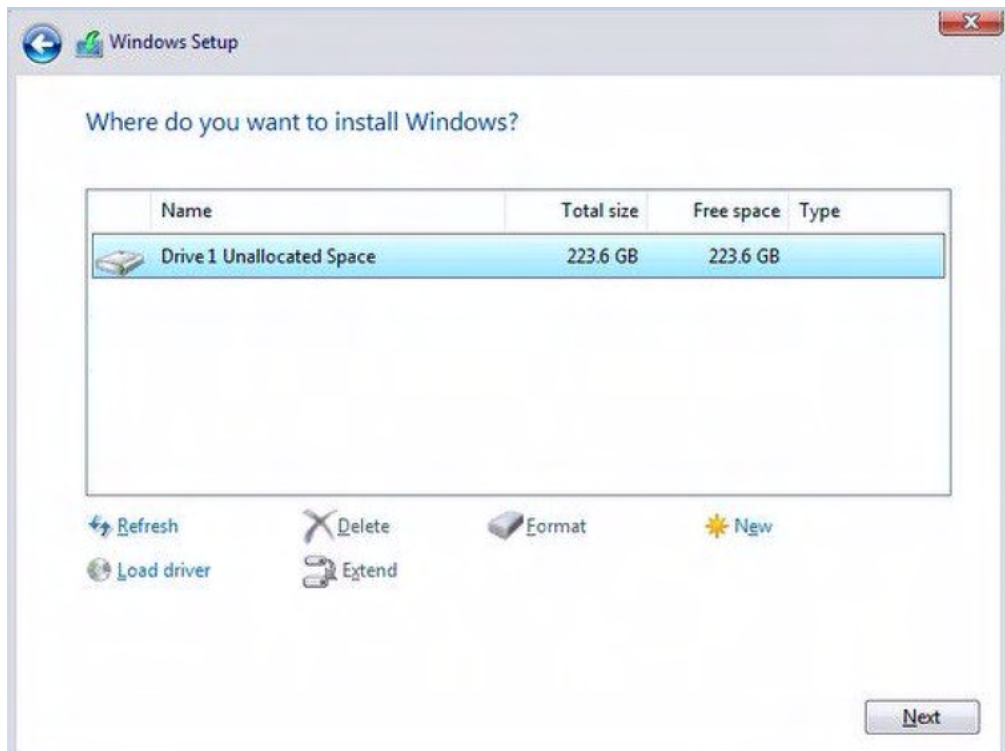 Windows Setup
Where do you want to install Windows?
Name Total size Free space Type
Drive 1 Unallocated Space 223.6 GB 223.6 GB
Refresh Delete Format New
Load driver Extend
Next